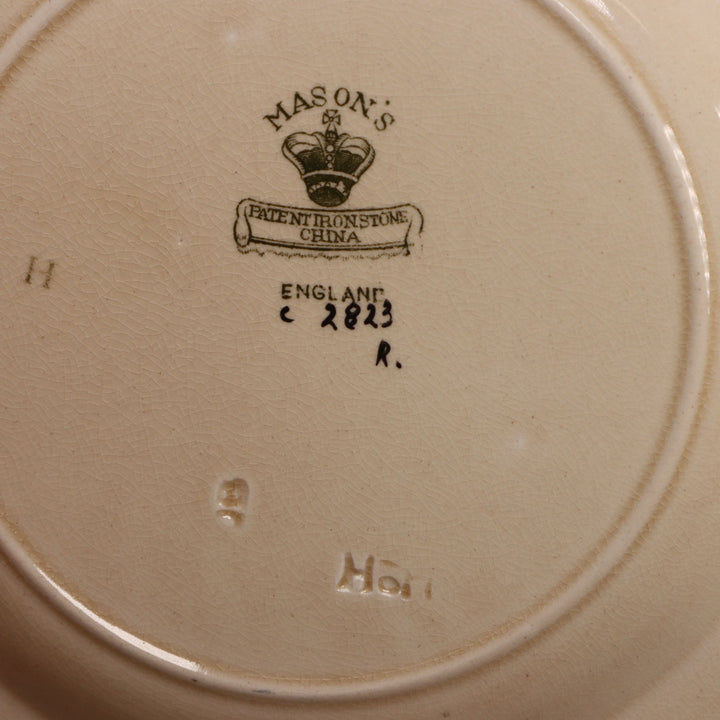 MASON'S
PATENT IRONSTONE
CHINA
H
ENGLAND
C 2823
R.